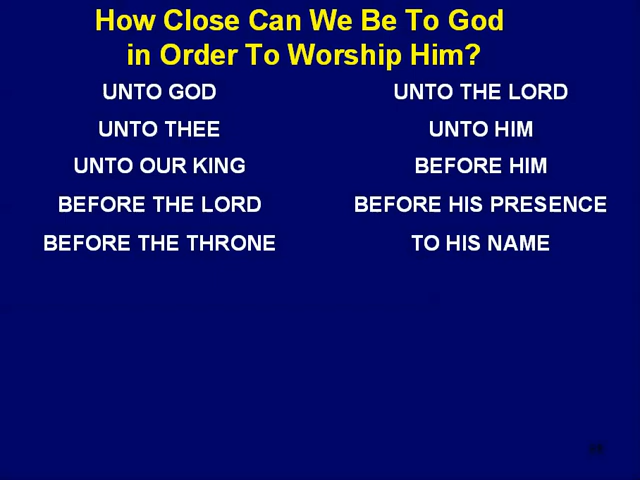 How Close Can We Be To God
in Order To Worship Him?
UNTO GOD
UNTO THE LORD
UNTO THEE
UNTO HIM
UNTO OUR KING
BEFORE HIM
BEFORE THE LORD
BEFORE HIS PRESENCE
BEFORE THE THRONE
TO HIS NAME